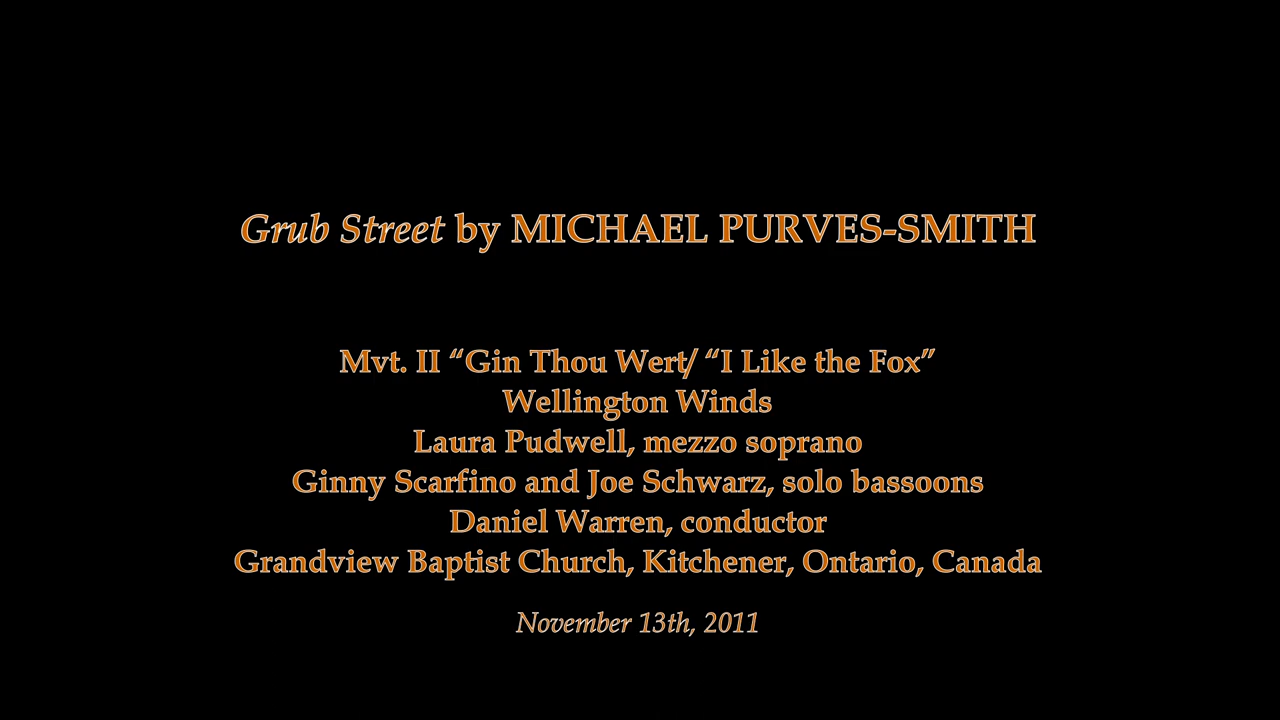 Grub Street by MICHAEL PURVES-SMITH
Mvt. II “Gin Thou Wert/ “I Like the Fox”
Wellington Winds
Laura Pudwell, mezzo soprano
Ginny Scarfino and Joe Schwarz, solo bassoons
Daniel Warren, conductor
Grandview Baptist Church, Kitchener, Ontario, Canada
November 13th, 2011